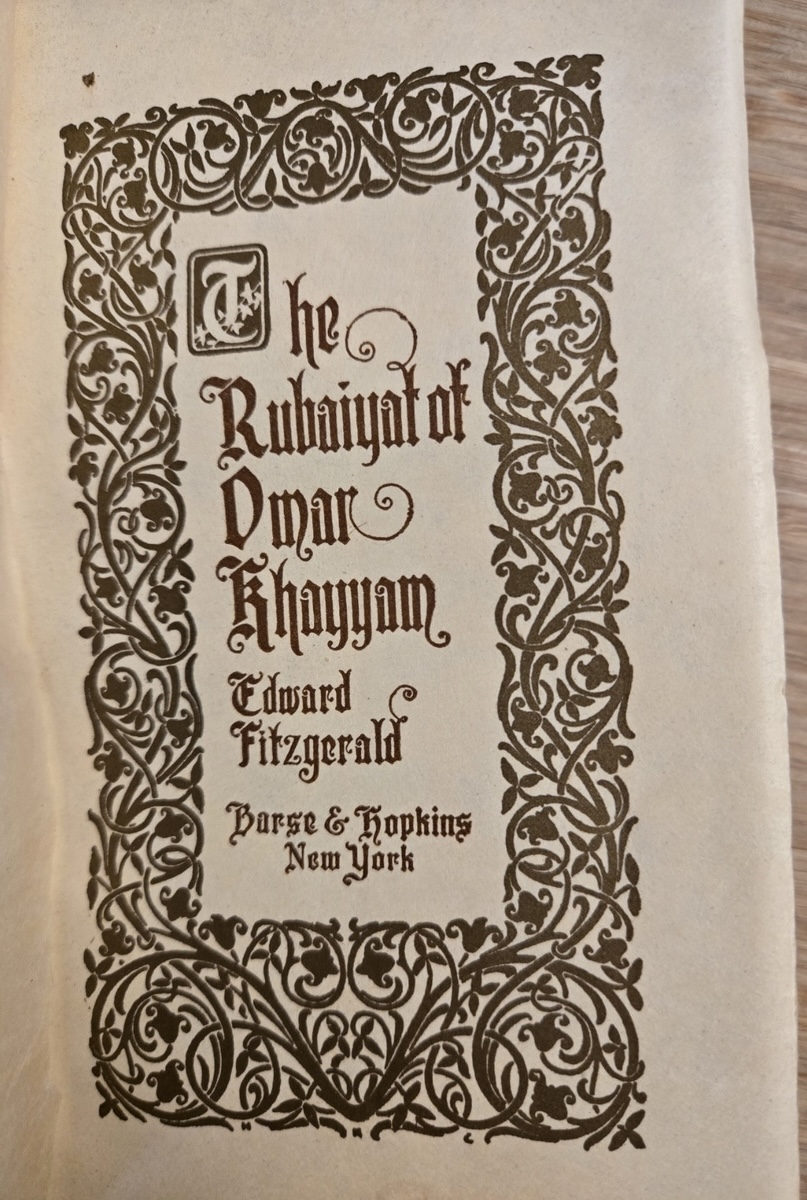 The
Rubaiyat of
Omar
Khayyam
Edward
Fitzgerald
Barse & Hopkins
New York